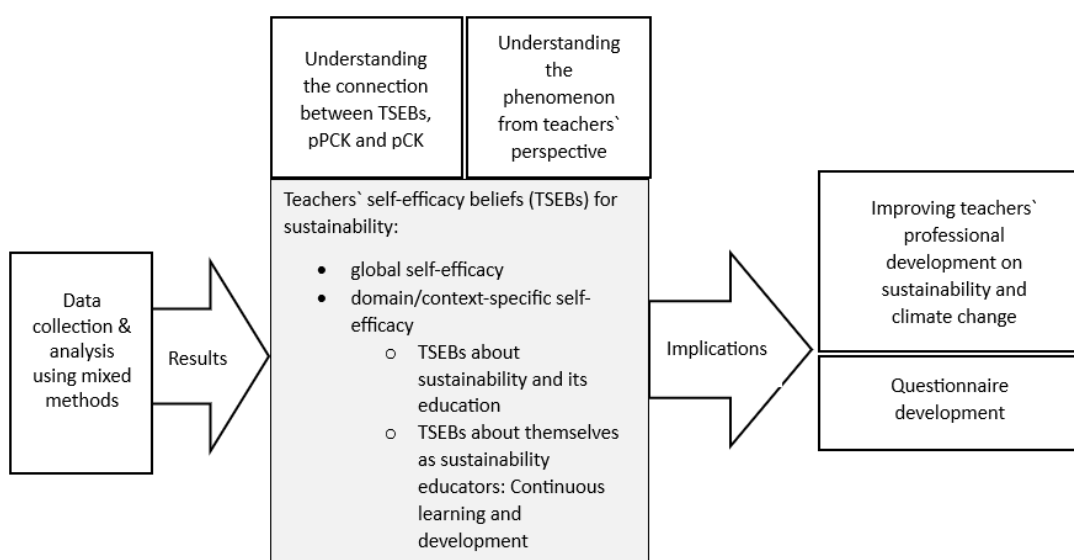 Understanding
the connection
between TSEBs,
pPCK and pCK
Understanding
the
phenomenon
from teachers`
perspective
Teachers` self-efficacy beliefs (TSEBs) for
sustainability:
• global self-efficacy
• domain/context-specific self-
efficacy
o TSEBs about
sustainability and its
education
o TSEBs about themselves
as sustainability
educators: Continuous
learning and
development
Data
collection &
analysis
using mixed
methods
Results
Implications
Improving teachers`
professional
development on
sustainability and
climate change
Questionnaire
development